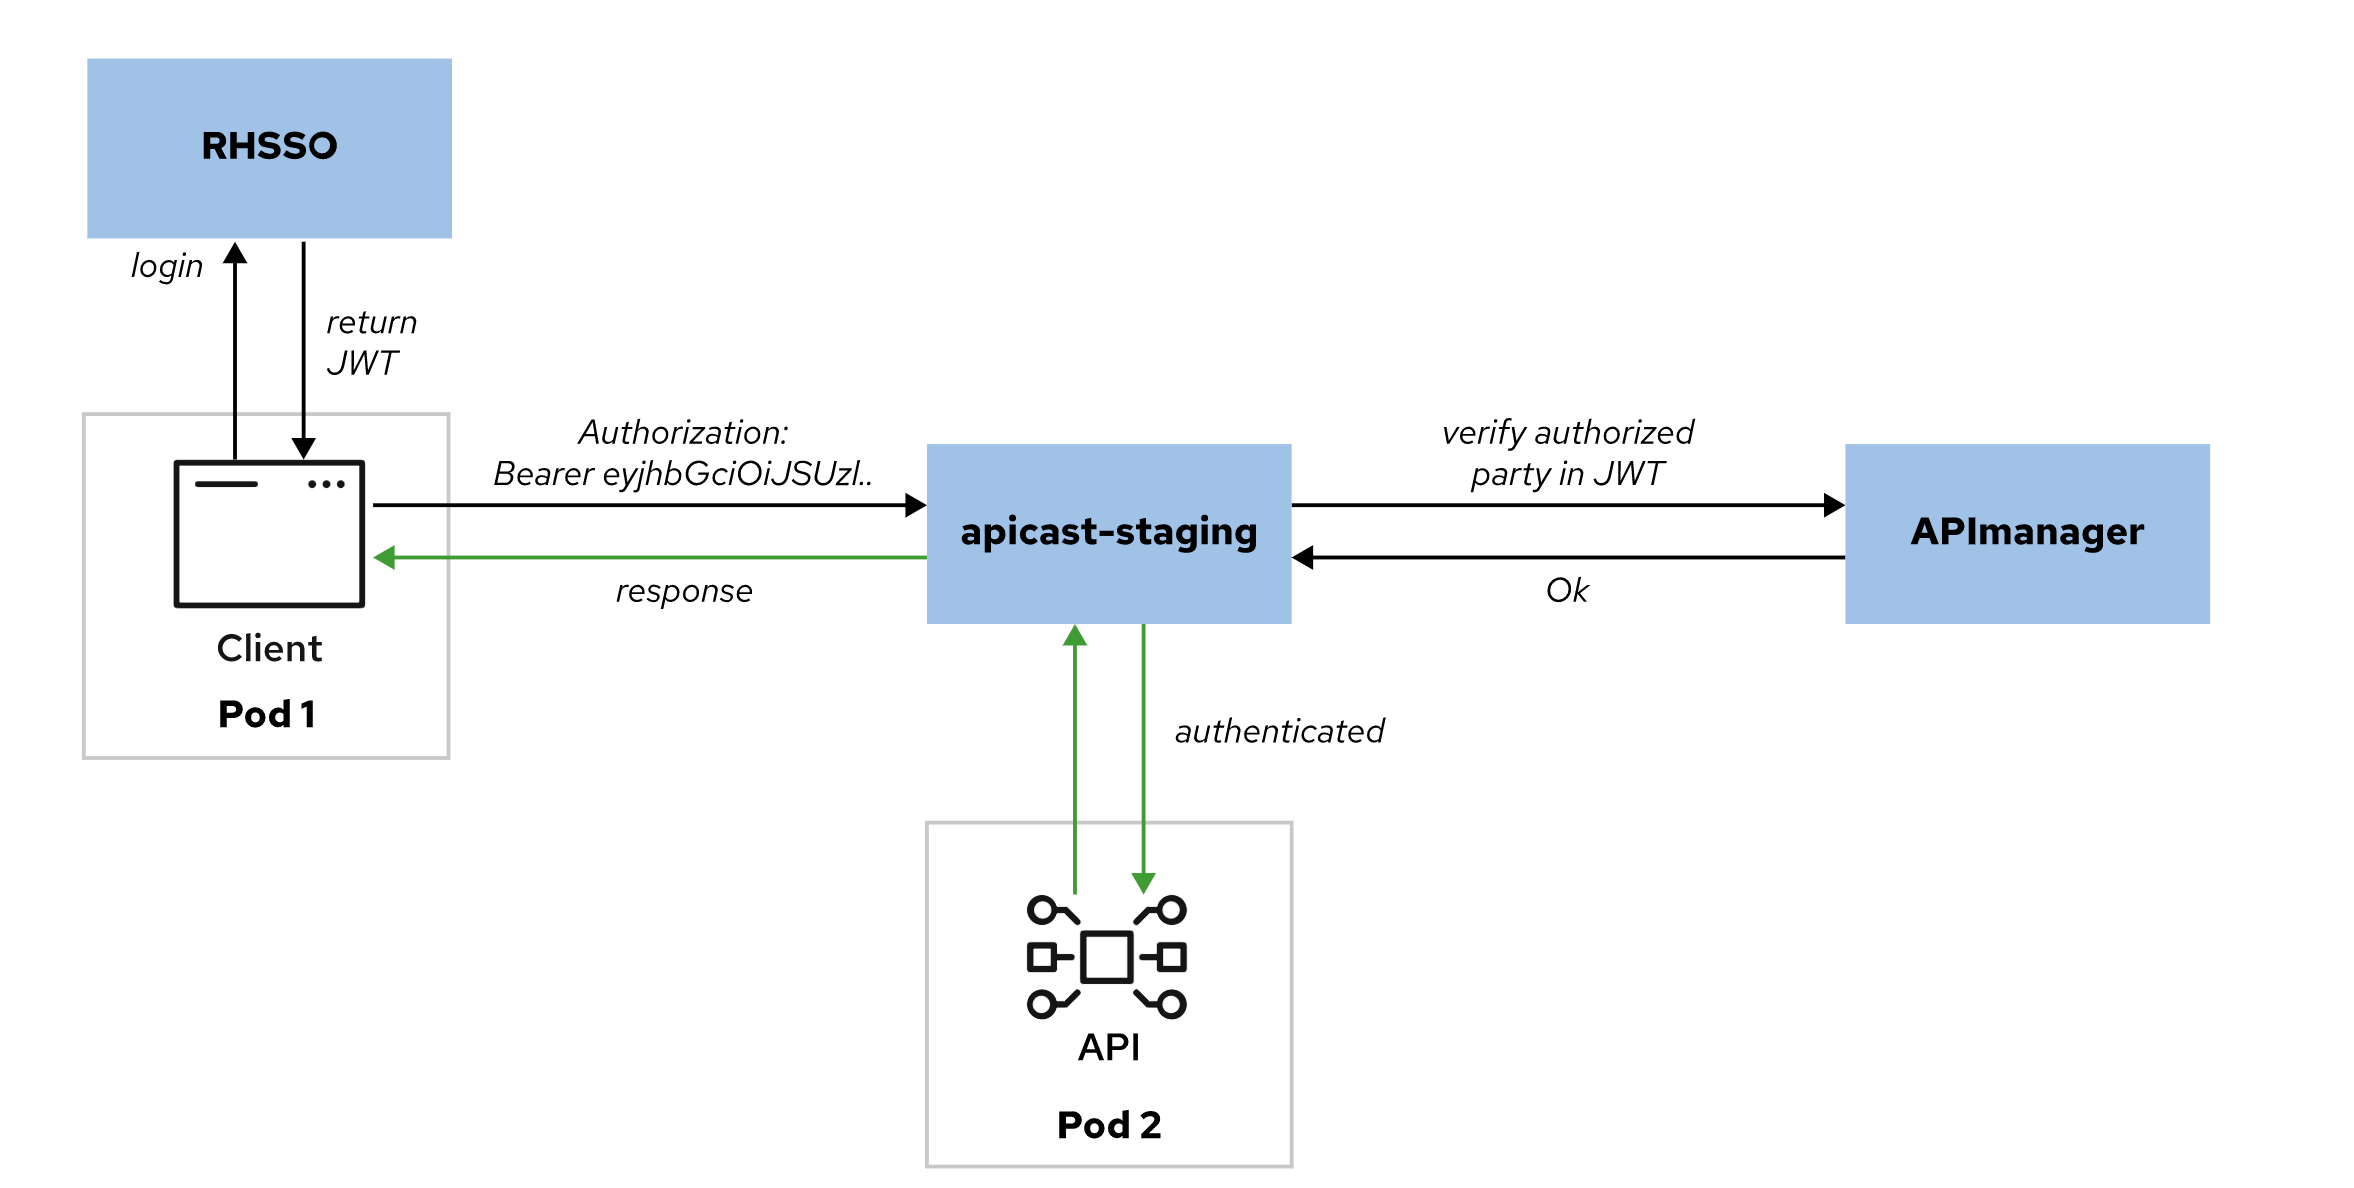 RHSSO
login
return
JWT
Authorization:
Bearer eyjhbGciOiJSUzl..
verify authorized
party in JWT
apicast-staging
APImanager
response
Ok
Client
Pod 1
authenticated
API
Pod 2